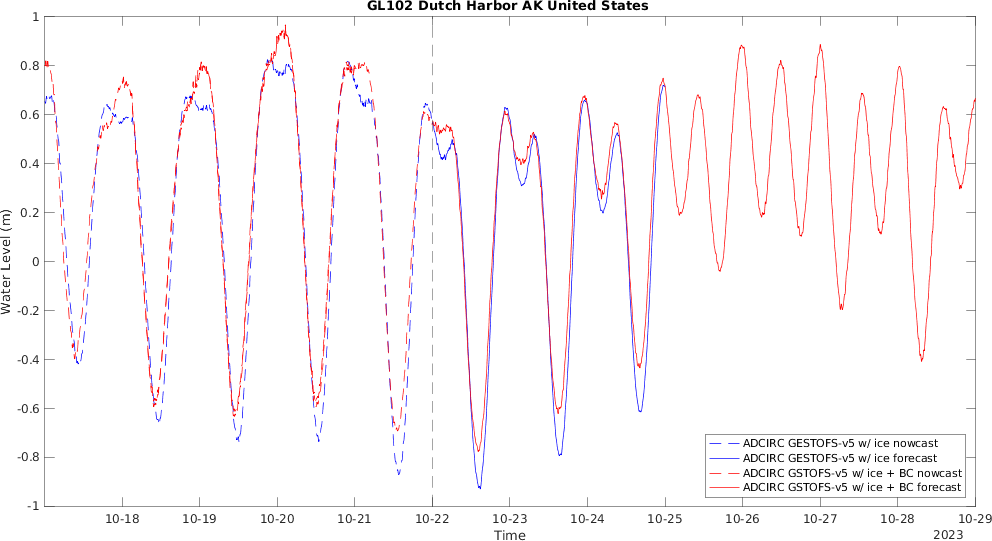 GL102 Dutch Harbor AK United States
1
0.8
0.6
0.4
0.2
0
-0.2
-0.4
-0.6
-0.8
-1
Water Level (m)
ADCIRC GESTOFS-v5 w/ ice nowcast
ADCIRC GESTOFS-v5 w/ ice forecast
ADCIRC GSTOFS-v5 w/ ice + BC nowcast
ADCIRC GSTOFS-v5 w/ ice + BC forecast
10-18 10-19 10-20 10-21 10-22 10-23 10-24 10-25 10-26 10-27 10-28 10-29
Time
2023